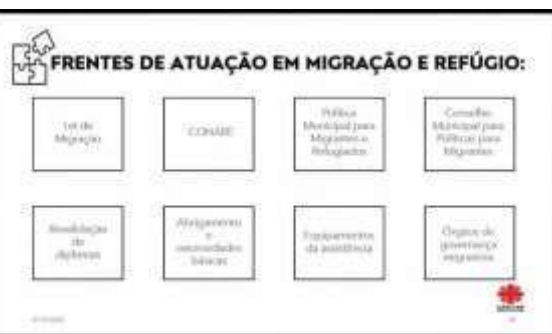 FRENTES DE ATUAÇÃO EM MIGRAÇÃO E REFÚGIO:
Lei de
Migração
CONARE
Política
Municipal para
Migrantes e
Refugiados
Conselho
Municipal para
Políticas para
Migrantes
Revalidação
de
diplomas
Abrigamento
e
necessidades
básicas
Equipamentos
da assistência
Órgãos de
governança
migratória